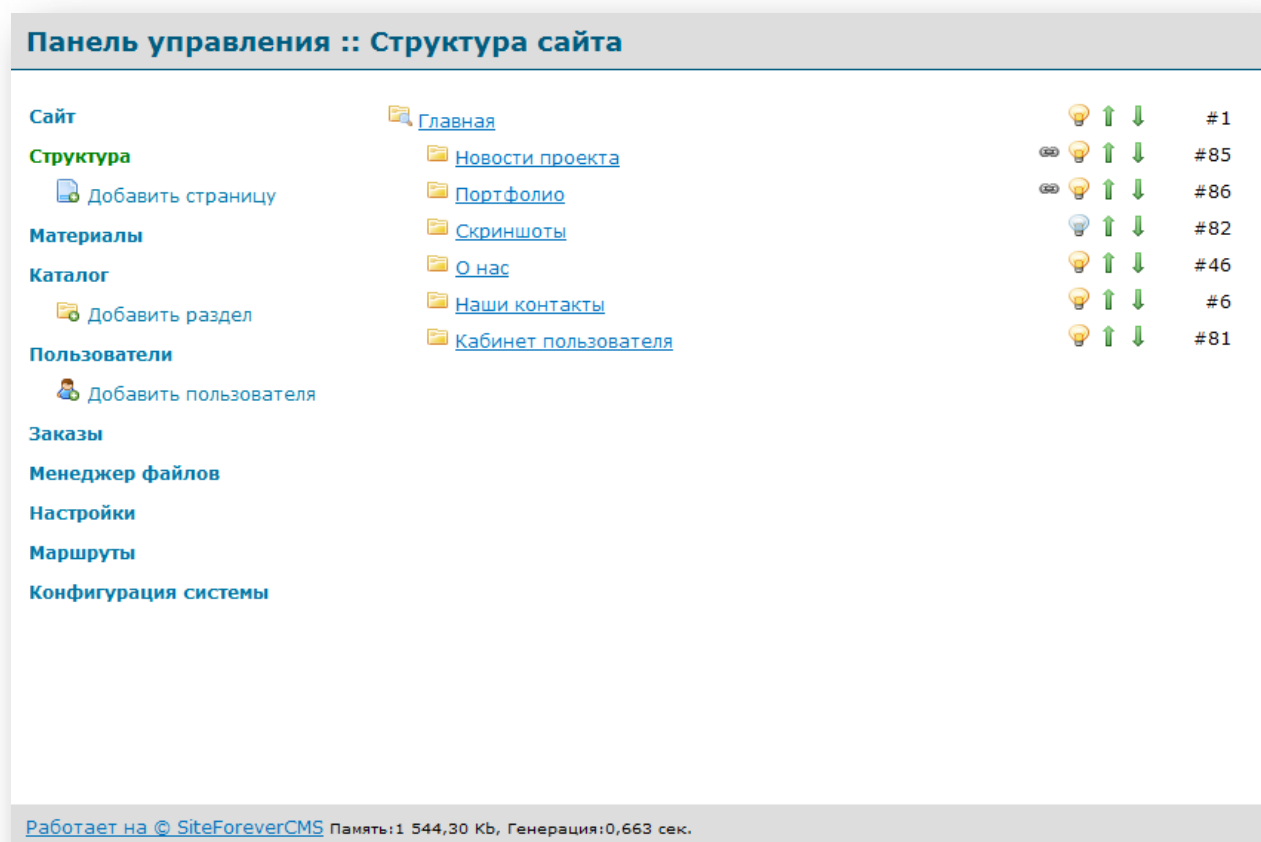 Панель управления :: Структура сайта
Сайт
Структура
Добавить страницу
Материалы
Каталог
Добавить раздел
Пользователи
Добавить пользователя
Заказы
Менеджер файлов
Настройки
Маршруты
Конфигурация системы
Главная #1
Новости проекта #85
Портфолио #86
Скриншоты #82
О нас #46
Наши контакты #6
Кабинет пользователя #81
Работает на © SiteForeverCMS Память:1 544,30 Kb, Генерация:0,663 сек.